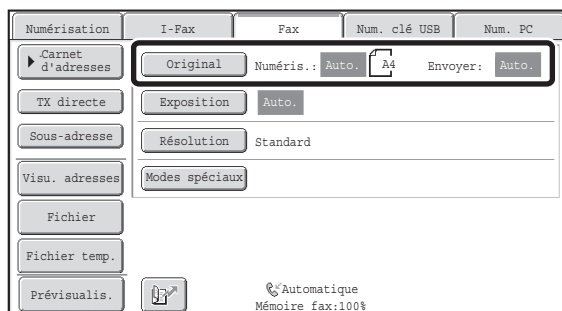 Numérisation I-Fax Fax Num. clé USB Num. PC
Carnet
d'adresses
Original Numéris.: Auto. A4 Envoyer: Auto.
TX directe Exposition Auto.
Sous-adresse Résolution Standard
Visu. adresses Modes spéciaux
Fichier
Fichier temp.
Prévisualis. Automatique
Mémoire fax:100%